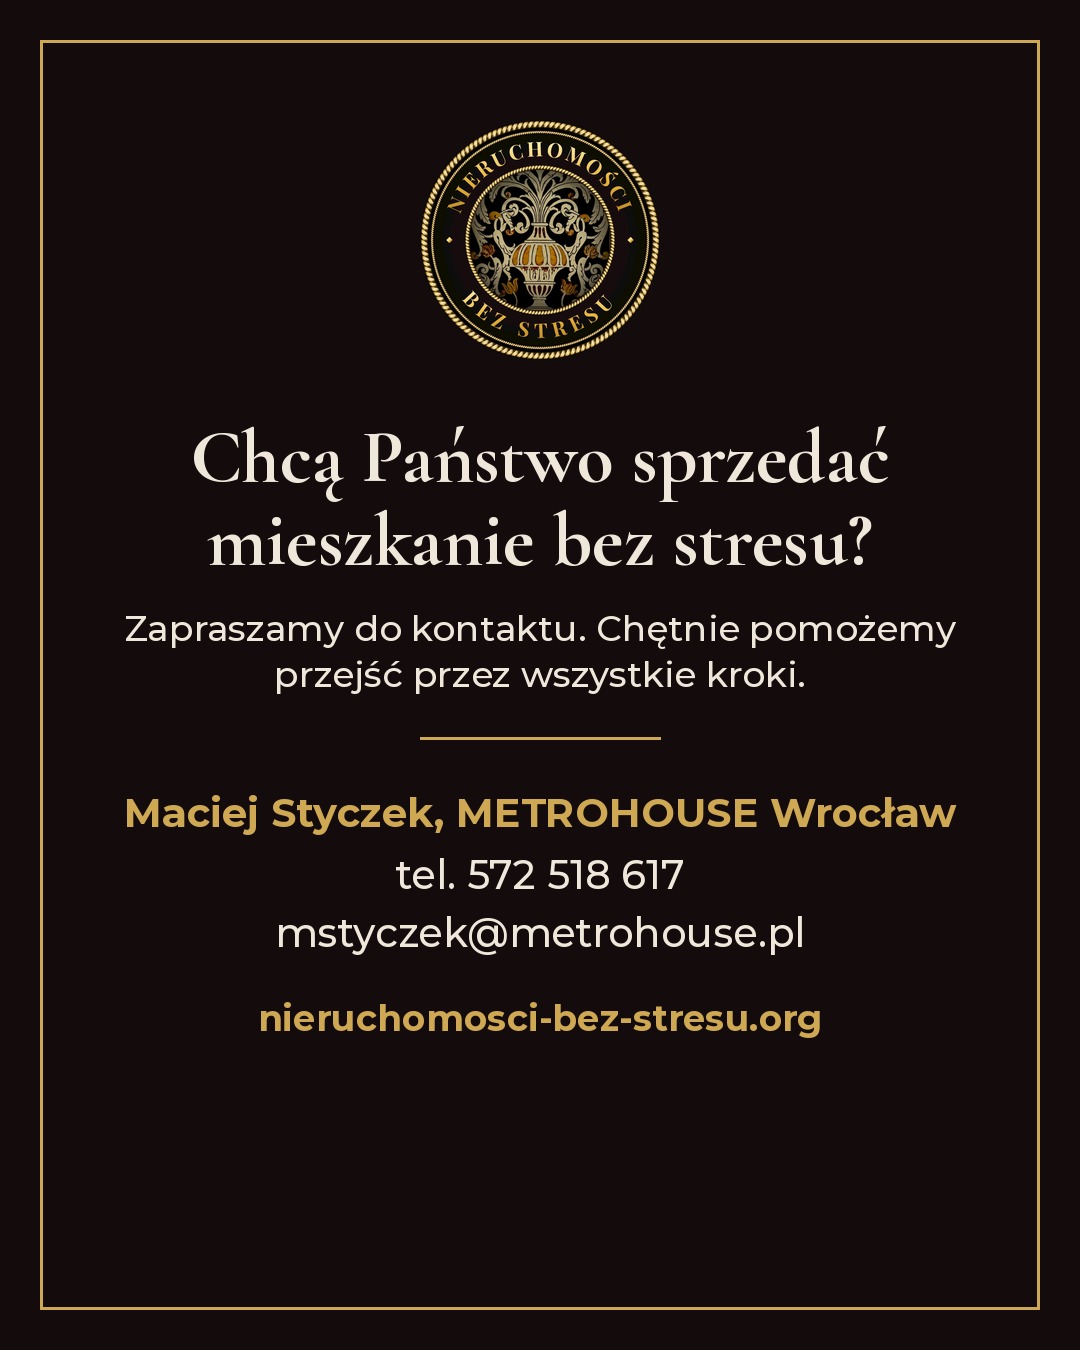 NIERUCHOMOŚCI
BEZ STRESU
Chcą Państwo sprzedać
mieszkanie bez stresu?
Zapraszamy do kontaktu. Chętnie pomożemy
przejść przez wszystkie kroki.
Maciej Styczek, METROHOUSE Wrocław
tel. 572 518 617
mstyczek@metrohouse.pl
nieruchomosci-bez-stresu.org